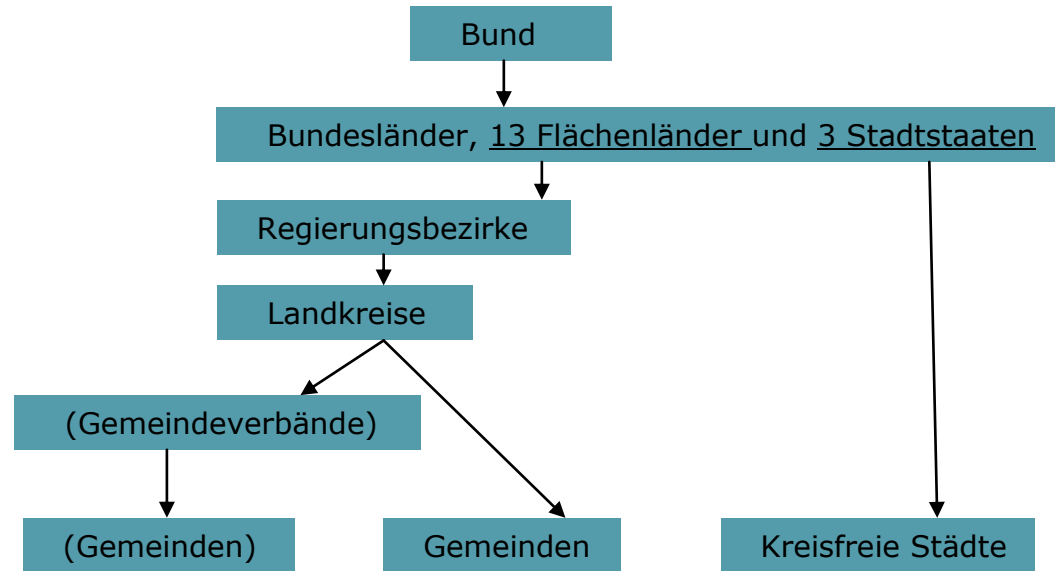 Bund
Bundesländer, 13 Flächenländer und 3 Stadtstaaten
Regierungsbezirke
Landkreise
(Gemeindeverbände)
(Gemeinden)
Gemeinden
Kreisfreie Städte